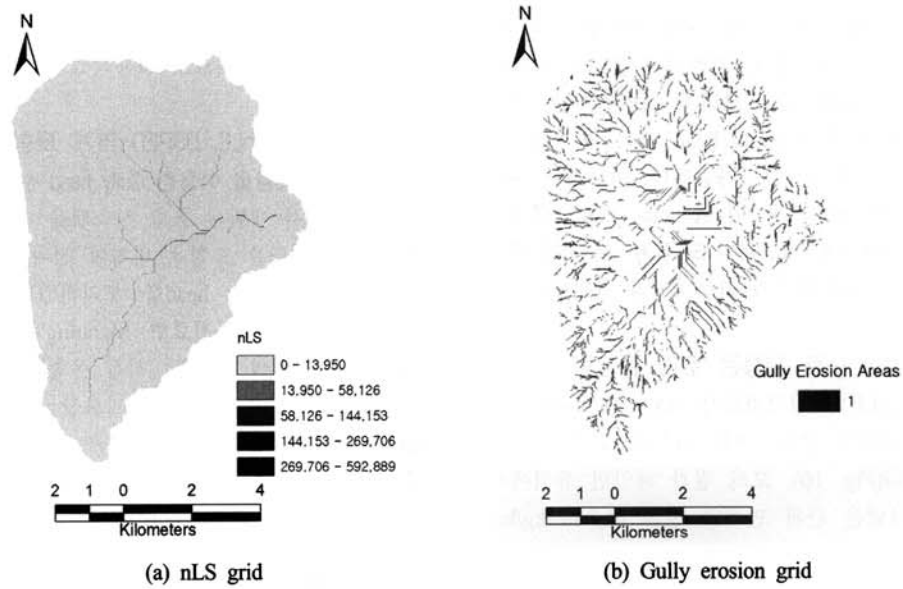 N
nLS
0 - 13,950
13,950 - 58,126
58,126 - 144,153
144,153 - 269,706
269,706 - 592,889
2 1 0 2 4
Kilometers
(a) nLS grid
N
Gully Erosion Areas
1
2 1 0 2 4
Kilometers
(b) Gully erosion grid